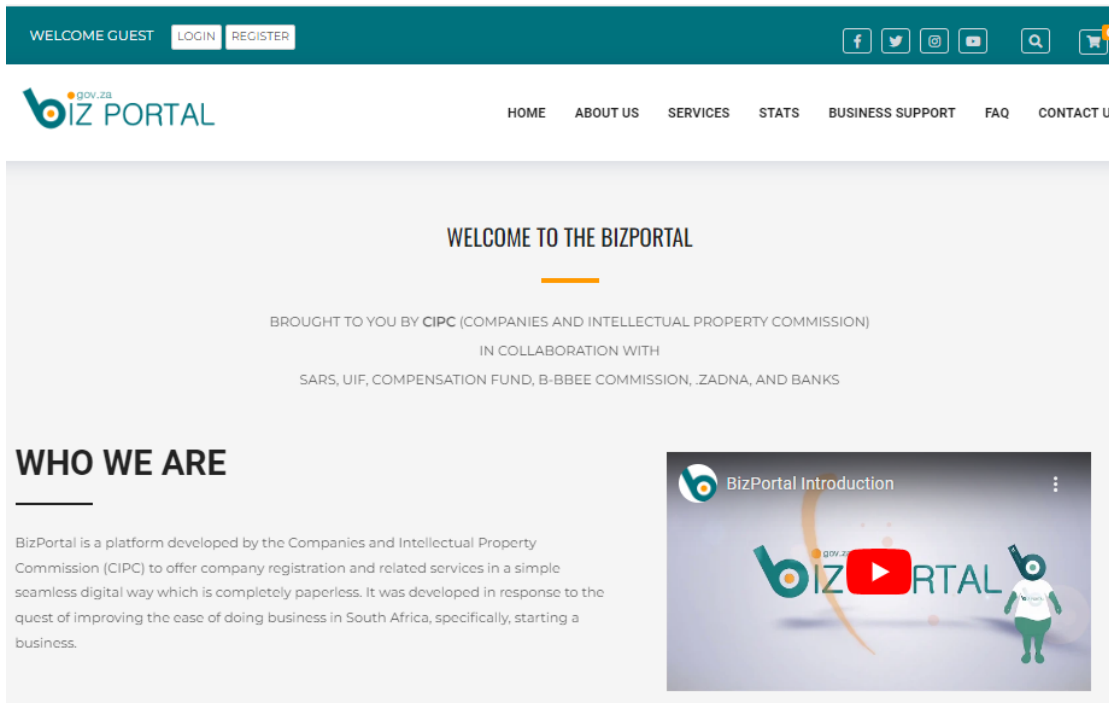 WELCOME GUEST LOGIN REGISTER
gov.za
biz PORTAL
HOME ABOUT US SERVICES STATS BUSINESS SUPPORT FAQ CONTACT U
WELCOME TO THE BIZPORTAL
BROUGHT TO YOU BY CIPC (COMPANIES AND INTELLECTUAL PROPERTY COMMISSION)
IN COLLABORATION WITH
SARS, UIF, COMPENSATION FUND, B-BBEE COMMISSION, .ZADNA, AND BANKS
WHO WE ARE
BizPortal is a platform developed by the Companies and Intellectual Property
Commission (CIPC) to offer company registration and related services in a simple
seamless digital way which is completely paperless. It was developed in response to the
quest of improving the ease of doing business in South Africa, specifically, starting a
business.
BizPortal Introduction
gov.za
biz RTAL